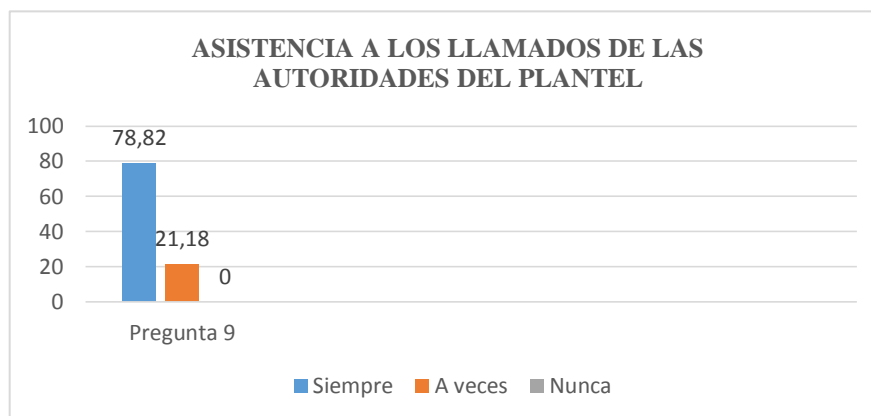 ASISTENCIA A LOS LLAMADOS DE LAS
AUTORIDADES DEL PLANTEL
100
80
60
40
20
0
78,82
21,18
0
Pregunta 9
Siempre A veces Nunca